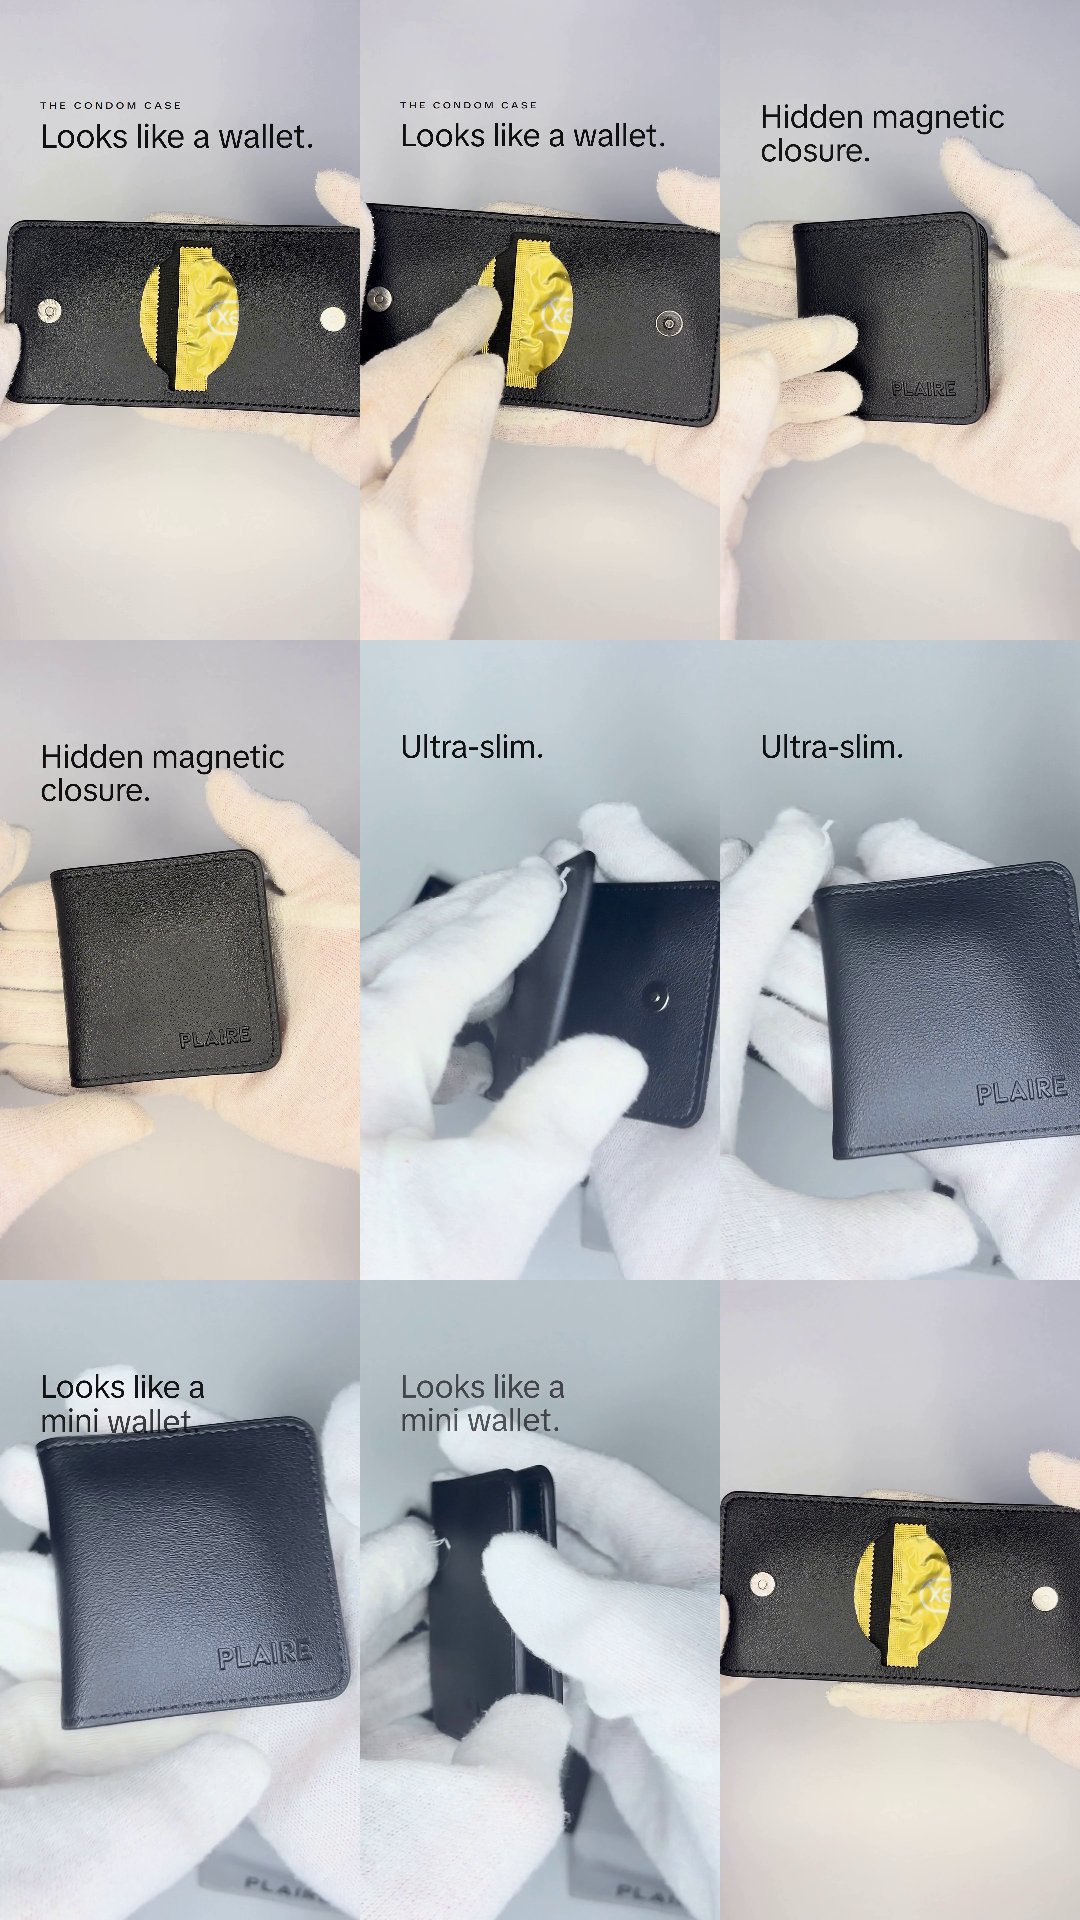 THE CONDOM CASE
Looks like a wallet.
THE CONDOM CASE
Looks like a wallet.
Hidden magnetic
closure.
PLAIRE
Hidden magnetic
closure.
PLAIRE
Ultra-slim.
Ultra-slim.
PLAIRE
Looks like a
mini wallet.
PLAIRE
Looks like a
mini wallet.